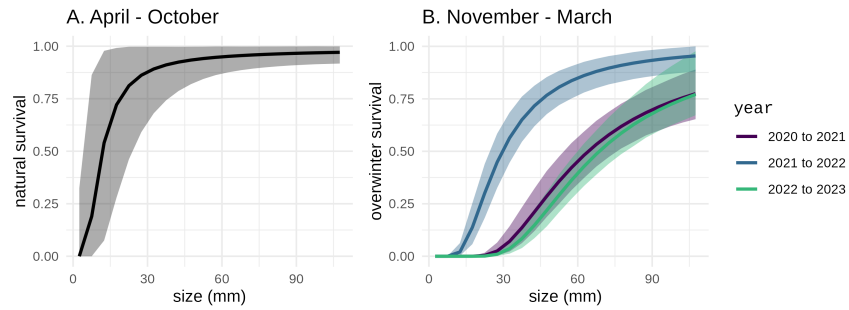 A. April - October
natural survival
1.00
0.75
0.50
0.25
0.00
0
30
60
90
size (mm)
B. November - March
overwinter survival
1.00
0.75
0.50
0.25
0.00
0
30
60
90
size (mm)
year
2020 to 2021
2021 to 2022
2022 to 2023